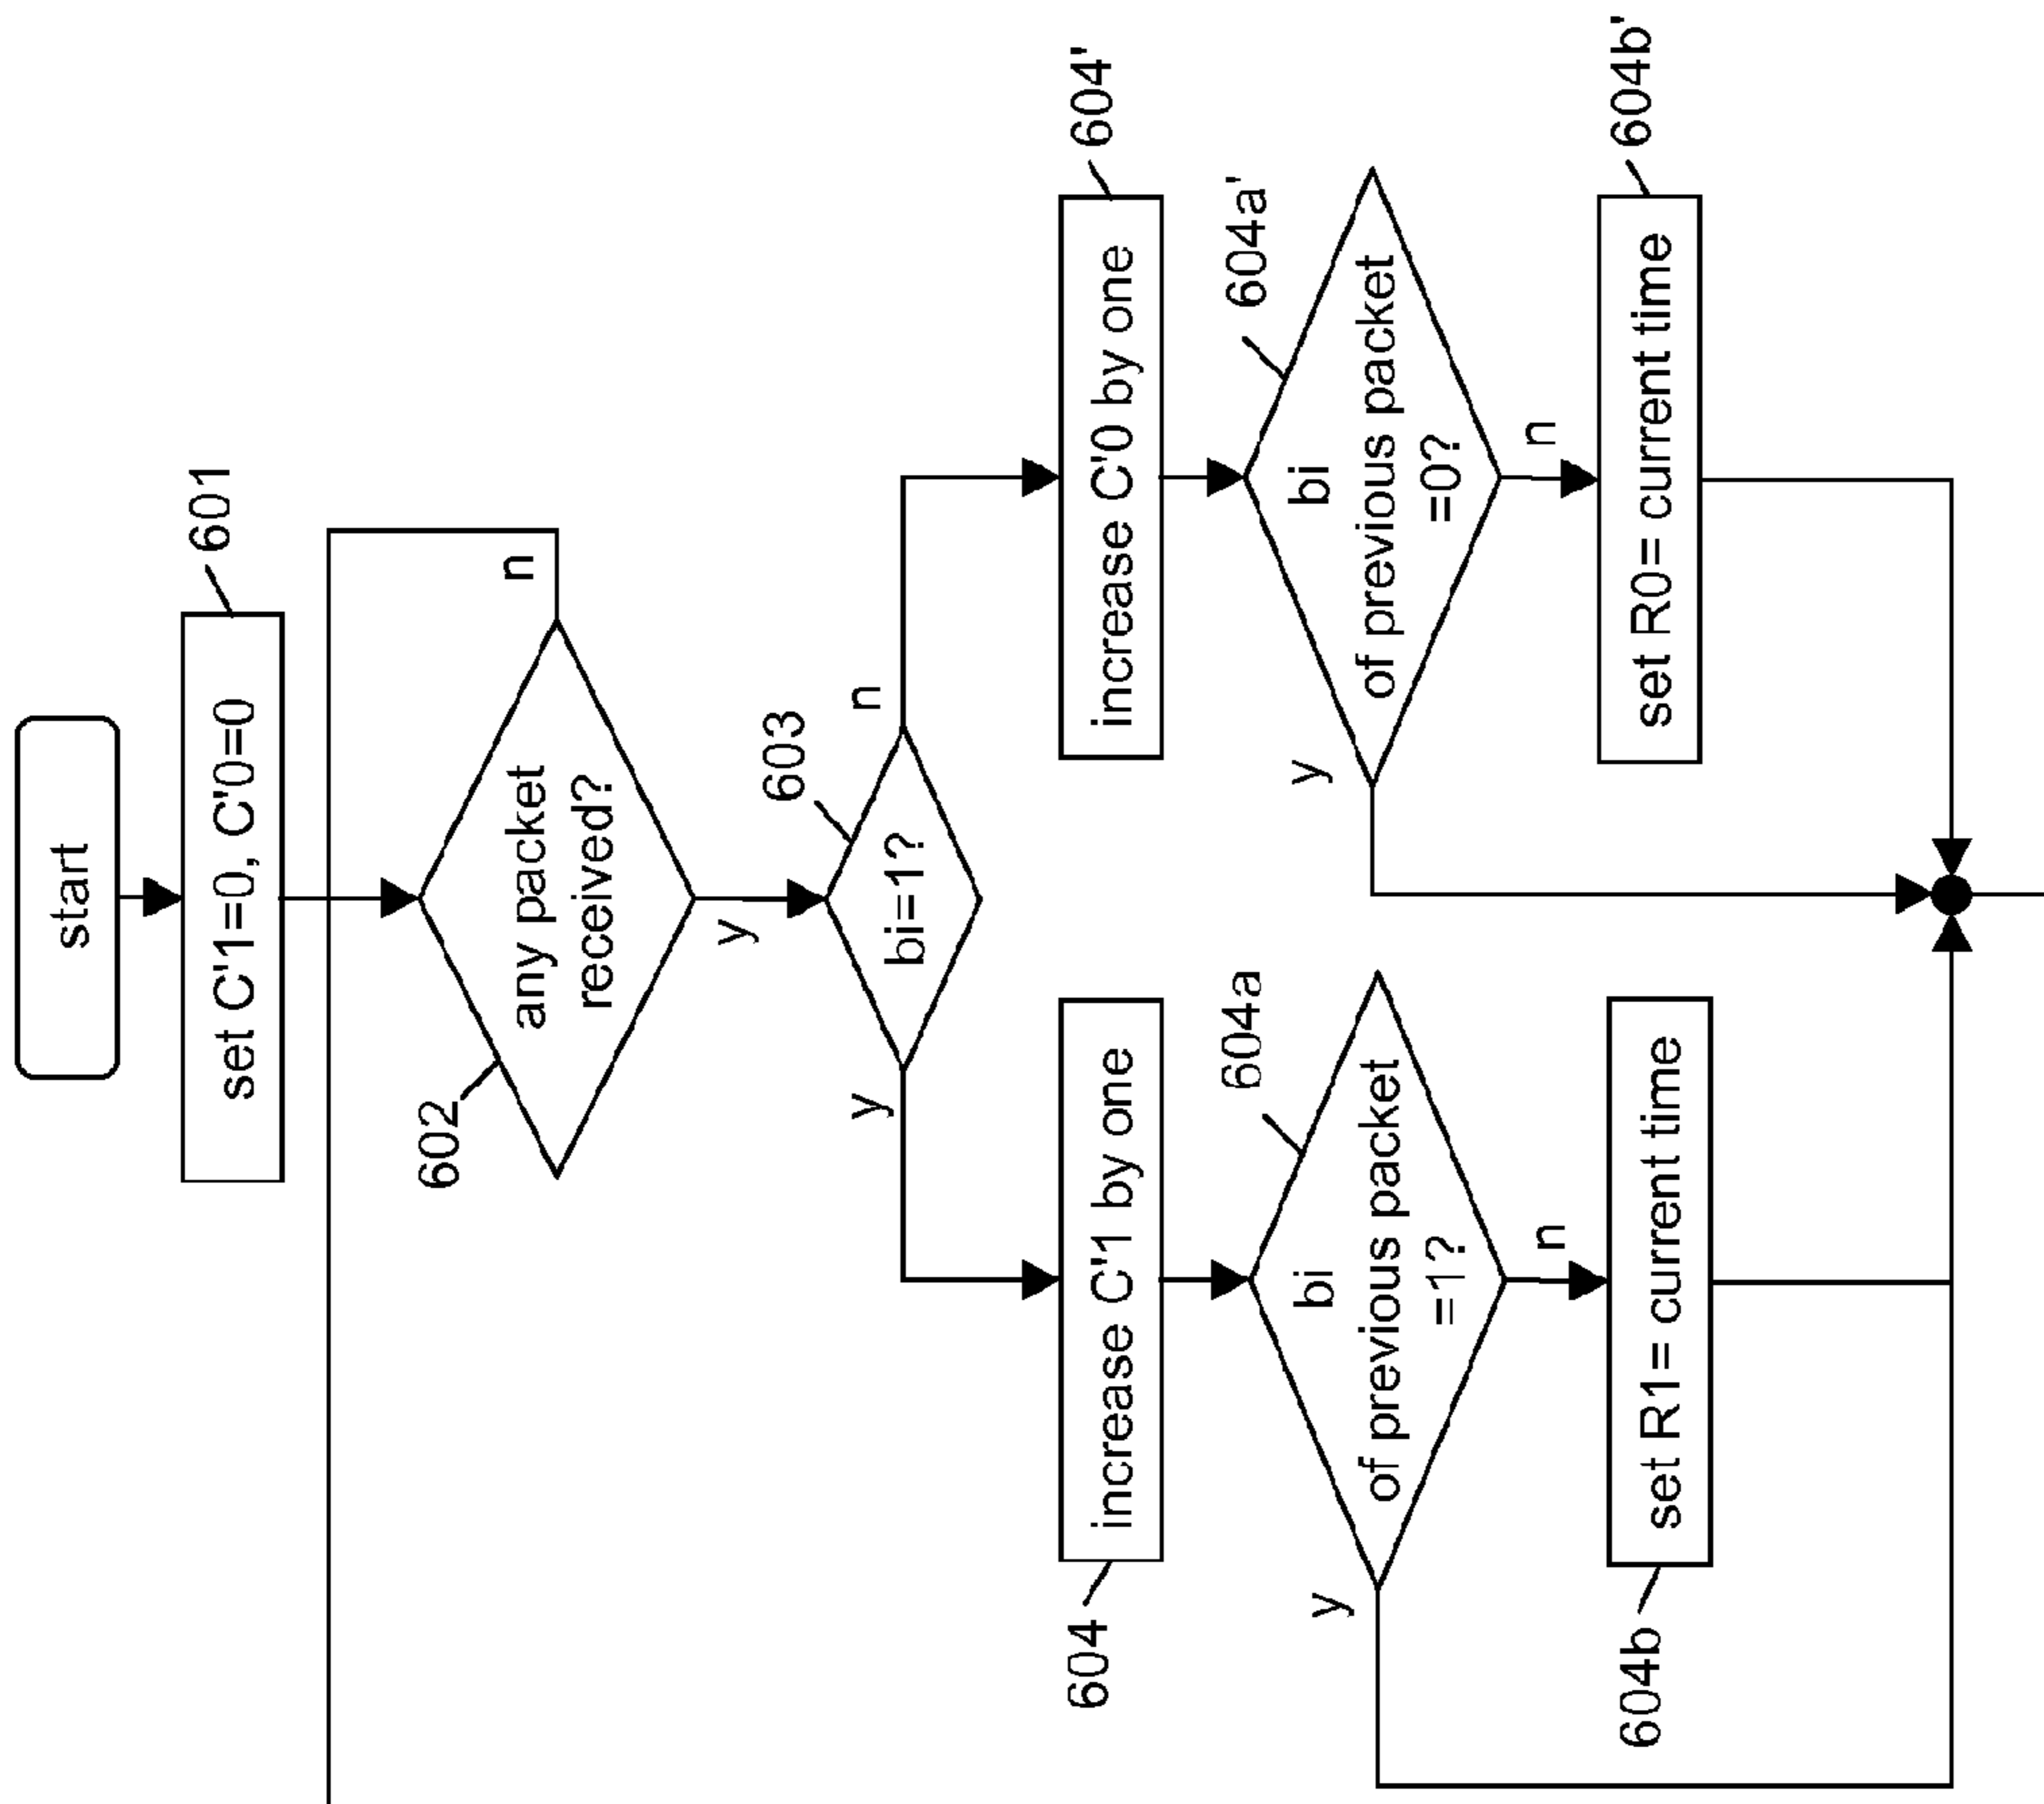 start
601
set C'1=0, C'0=0
602
any packet
received?
n
y
603
bi=1?
y
n
604
increase C'1 by one
increase C'0 by one
604'
604a
bi
of previous packet
=1?
y
n
604a'
bi
of previous packet
=0?
y
n
604b
set R1= current time
set R0= current time
604b'